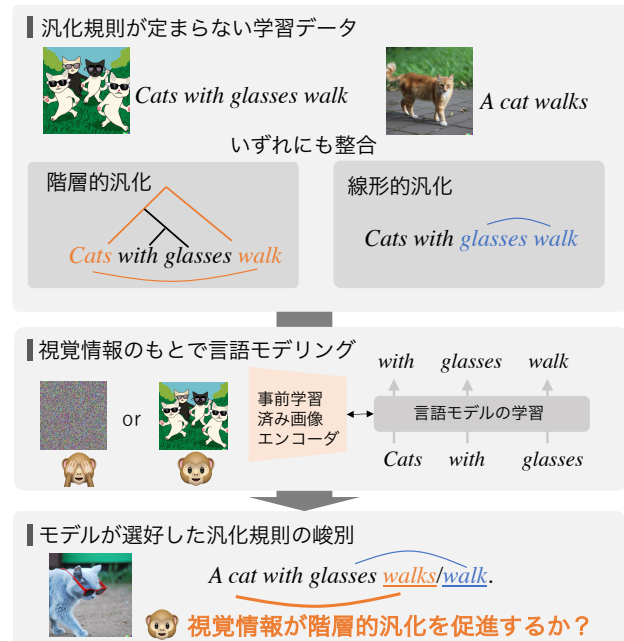 汎化規則が定まらない学習データ
Cats with glasses walk
A cat walks
いずれにも整合
階層的汎化
Cats with glasses walk
線形的汎化
Cats with glasses walk
視覚情報のもとで言語モデリング
or
事前学習
済み画像
エンコーダ
with glasses walk
言語モデルの学習
Cats with glasses
モデルが選好した汎化規則の峻別
A cat with glasses walks/walk.
視覚情報が階層的汎化を促進するか？